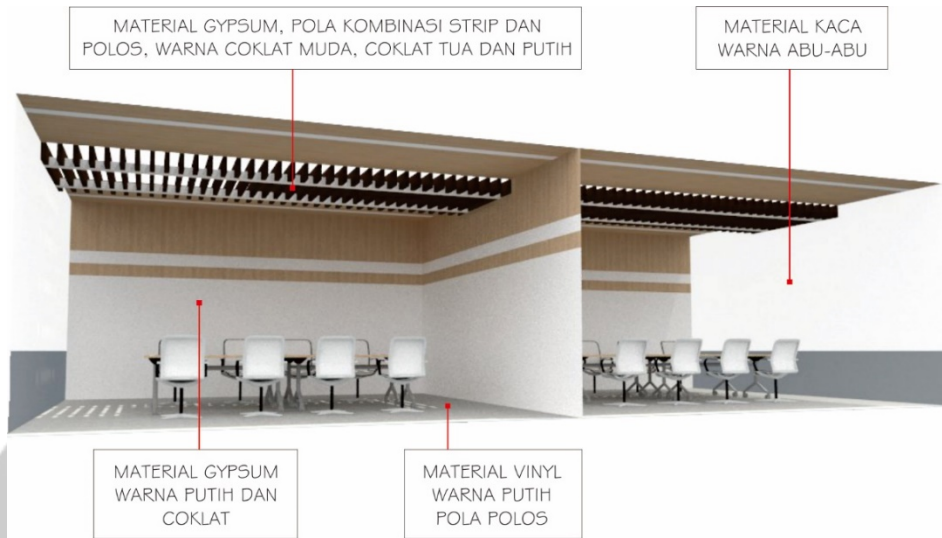 MATERIAL GYPSUM, POLA KOMBINASI STRIP DAN
POLOS, WARNA COKLAT MUDA, COKLAT TUA DAN PUTIH
MATERIAL KACA
WARNA ABU-ABU
MATERIAL GYPSUM
WARNA PUTIH DAN
COKLAT
MATERIAL VINYL
WARNA PUTIH
POLA POLOS